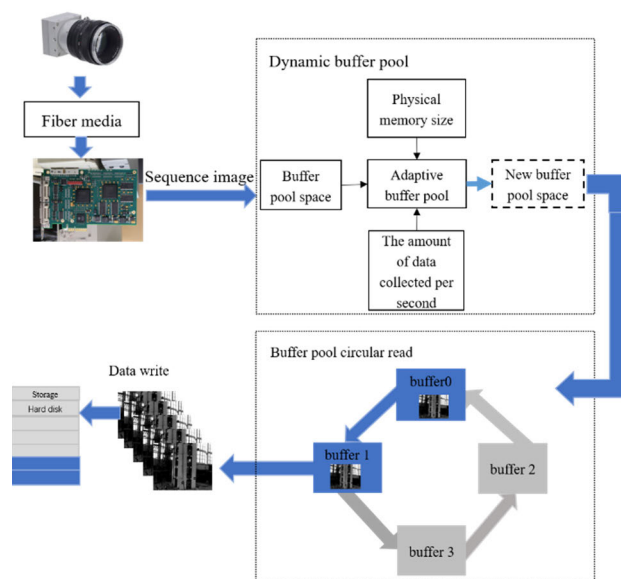 Dynamic buffer pool
Physical
memory size
Fiber media
Sequence image
Buffer
pool space
Adaptive
buffer pool
New buffer
pool space
The amount
of data
collected per
second
Buffer pool circular read
Data write
buffer0
Storage
Hard disk
buffer 1
buffer 2
buffer 3